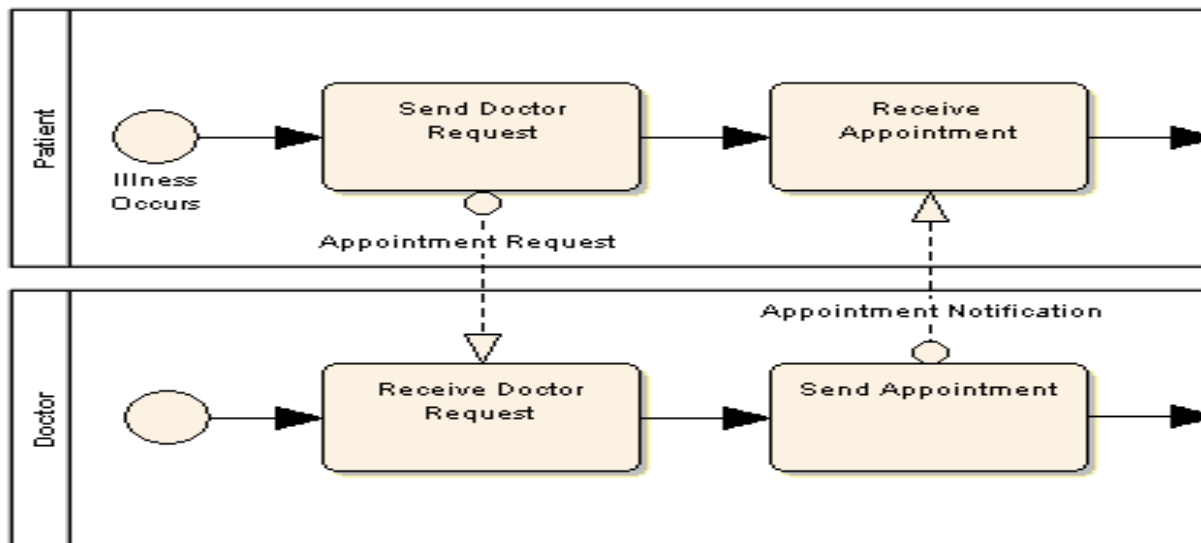 Patient
Send Doctor
Request
Receive
Appointment
Illness
Occurs
Appointment Request
Doctor
Appointment Notification
Receive Doctor
Request
Send Appointment